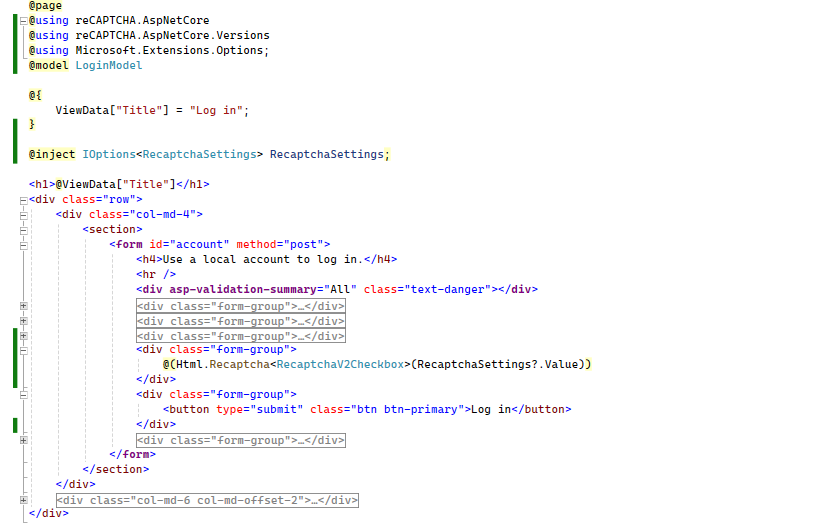 @page
@using reCAPTCHA.AspNetCore
@using reCAPTCHA.AspNetCore.Versions
@using Microsoft.Extensions.Options;
@model LoginModel
@{
ViewData["Title"] = "Log in";
}
@inject IOptions<RecaptchaSettings> RecaptchaSettings;
<h1>@ViewData["Title"]</h1>
<div class="row">
<div class="col-md-4">
<section>
<form id="account" method="post">
<h4>Use a local account to log in.</h4>
<hr />
<div asp-validation-summary="All" class="text-danger"></div>
<div class="form-group">…</div>
<div class="form-group">…</div>
<div class="form-group">…</div>
<div class="form-group">
@(Html.Recaptcha<RecaptchaV2Checkbox>(RecaptchaSettings?.Value))
</div>
<div class="form-group">
<button type="submit" class="btn btn-primary">Log in</button>
</div>
<div class="form-group">…</div>
</form>
</section>
</div>
<div class="col-md-6 col-md-offset-2">…</div>
</div>